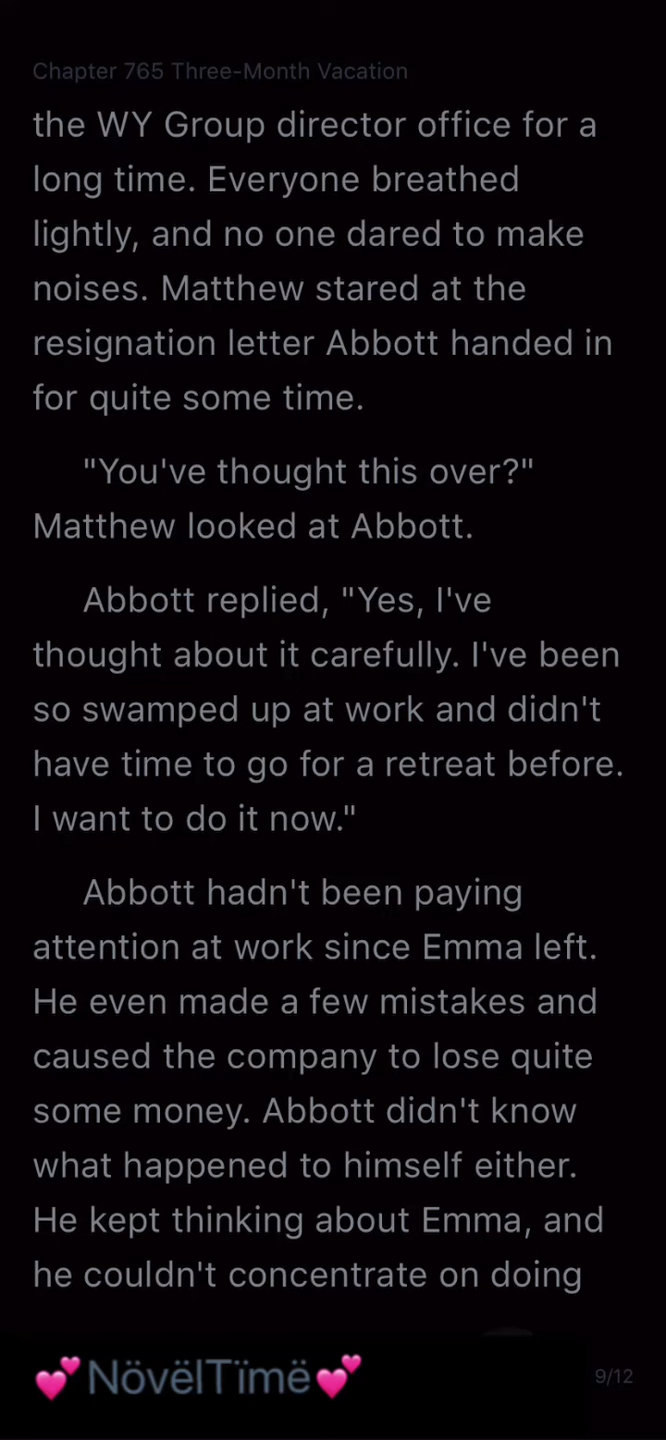 Chapter 765 Three-Month Vacation
the WY Group director office for a
long time. Everyone breathed
lightly, and no one dared to make
noises. Matthew stared at the
resignation letter Abbott handed in
for quite some time.
"You've thought this over?"
Matthew looked at Abbott.
Abbott replied, "Yes, I've
thought about it carefully. I've been
so swamped up at work and didn't
have time to go for a retreat before.
I want to do it now."
Abbott hadn't been paying
attention at work since Emma left.
He even made a few mistakes and
caused the company to lose quite
some money. Abbott didn't know
what happened to himself either.
He kept thinking about Emma, and
he couldn't concentrate on doing
💕NövëlTïmë💕
9/12